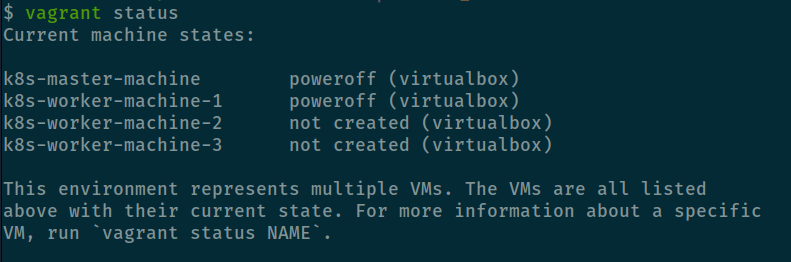 $ vagrant status
Current machine states:

k8s-master-machine        poweroff (virtualbox)
k8s-worker-machine-1      poweroff (virtualbox)
k8s-worker-machine-2      not created (virtualbox)
k8s-worker-machine-3      not created (virtualbox)

This environment represents multiple VMs. The VMs are all listed
above with their current state. For more information about a specific
VM, run `vagrant status NAME`.